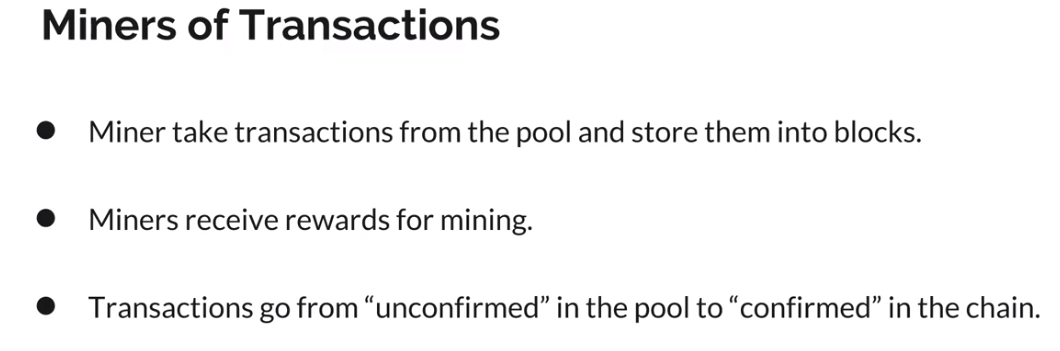 Miners of Transactions
● Miner take transactions from the pool and store them into blocks.
● Miners receive rewards for mining.
● Transactions go from “unconfirmed” in the pool to “confirmed” in the chain.